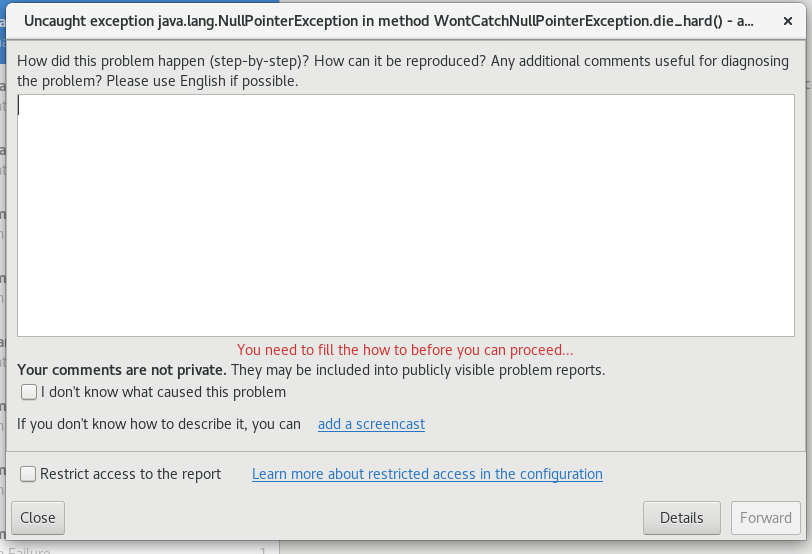 Uncaught exception java.lang.NullPointerException in method WontCatchNullPointerException.die_hard() - a...
How did this problem happen (step-by-step)? How can it be reproduced? Any additional comments useful for diagnosing
the problem? Please use English if possible.
You need to fill the how to before you can proceed...
Your comments are not private. They may be included into publicly visible problem reports.
I don't know what caused this problem
If you don't know how to describe it, you can add a screencast
Restrict access to the report Learn more about restricted access in the configuration
Close Details Forward
Failure 1